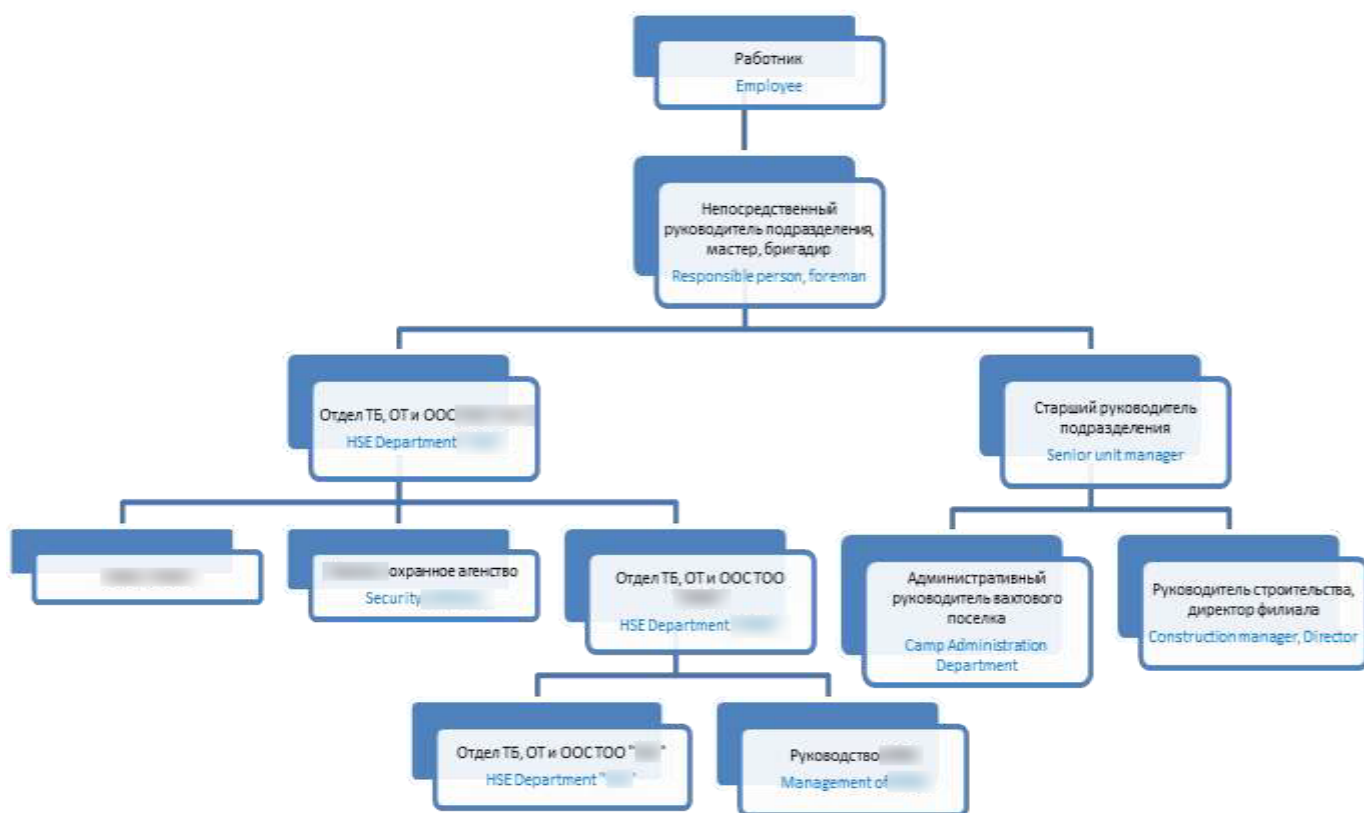 Работник
Employee
Непосредственный
руководитель подразделения,
мастер, бригадир
Responsible person, foreman
Отдел ТБ, ОТ и ООС
HSE Department
Старший руководитель
подразделения
Senior unit manager
охранное агенство
Security
Отдел ТБ, ОТ и ООС ТОО
HSE Department
Административный
руководитель вахтового
поселка
Camp Administration
Department
Руководитель строительства,
директор филиала
Construction manager, Director
Отдел ТБ, ОТ и ООС ТОО " "
HSE Department " "
Руководство
Management of